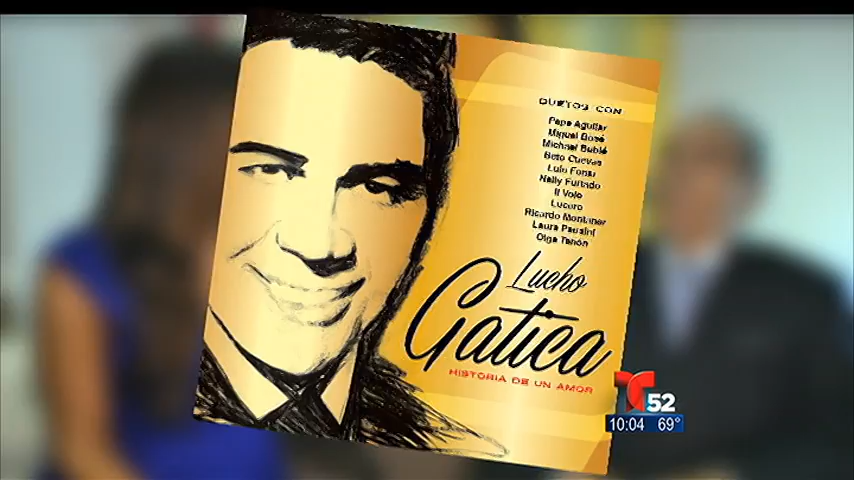 DUETOS CON
Pepe Aguilar
Miguel Bosé
Michael Bublé
Beto Cuevas
Luis Fonsi
Nelly Furtado
Il Volo
Lucero
Ricardo Montaner
Laura Pausini
Olga Tañón
Lucho
Gatica
HISTORIA DE UN AMOR
52
10:04 69°